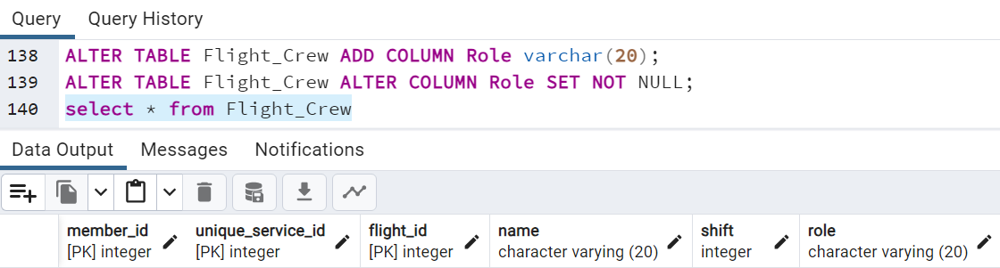 Query Query History
138 ALTER TABLE Flight_Crew ADD COLUMN Role varchar(20);
139 ALTER TABLE Flight_Crew ALTER COLUMN Role SET NOT NULL;
140 select * from Flight_Crew
Data Output Messages Notifications
member_id unique_service_id flight_id name shift role
[PK] integer [PK] integer [PK] integer character varying (20) integer character varying (20)